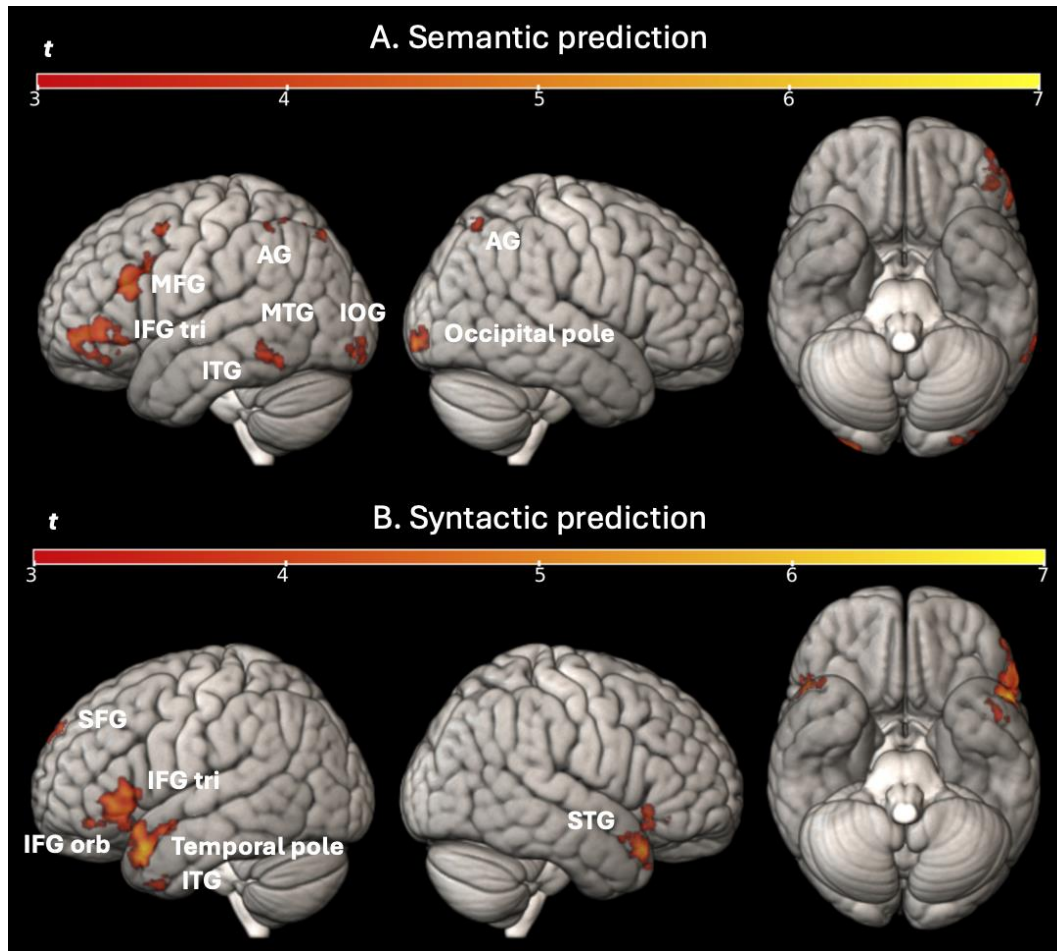 A. Semantic prediction
t
3 4 5 6 7
AG
AG
MFG
MTG IOG
IFG tri
Occipital pole
ITG
B. Syntactic prediction
t
3 4 5 6 7
SFG
IFG tri
STG
IFG orb
Temporal pole
ITG